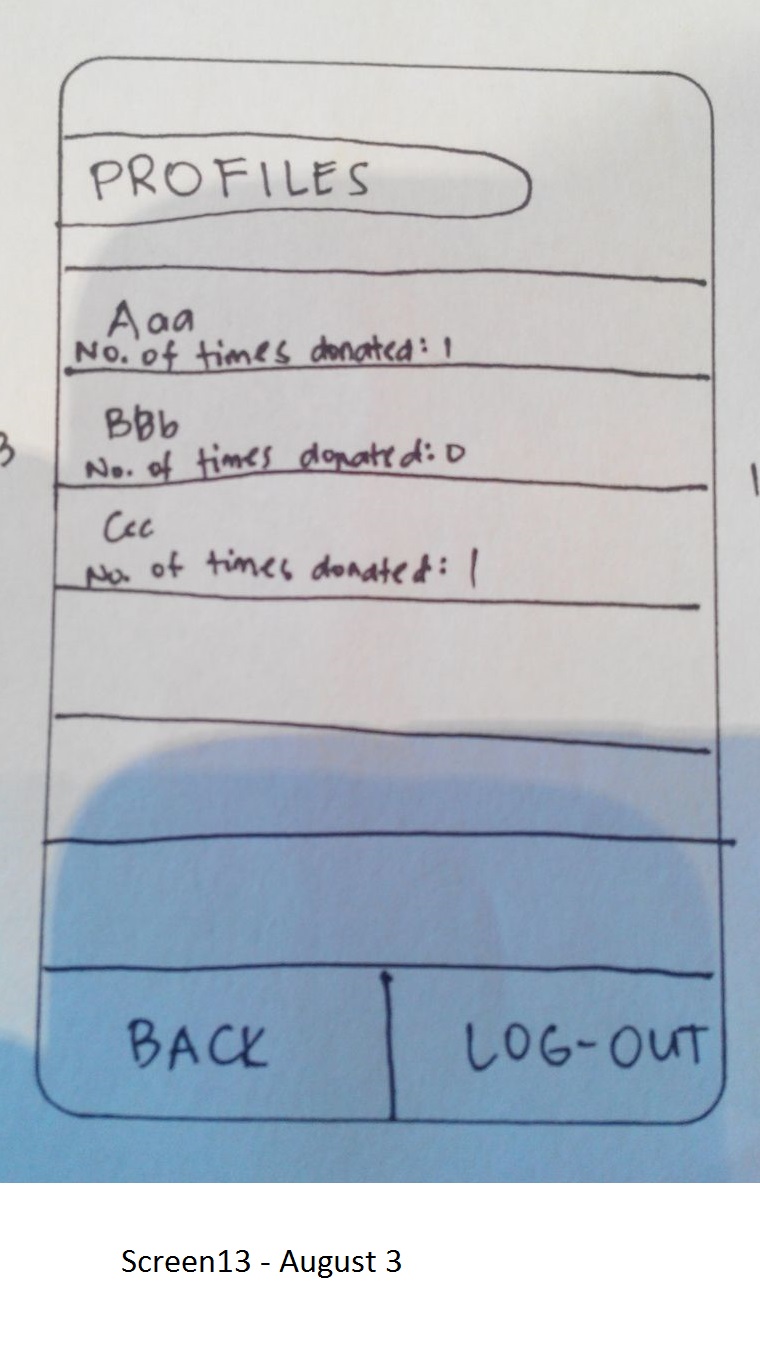 PROFILES
Aaa
No. of times donated: 1
BBb
No. of times donated: 0
Ccc
No. of times donated: 1
BACK
LOG-OUT
Screen13 - August 3